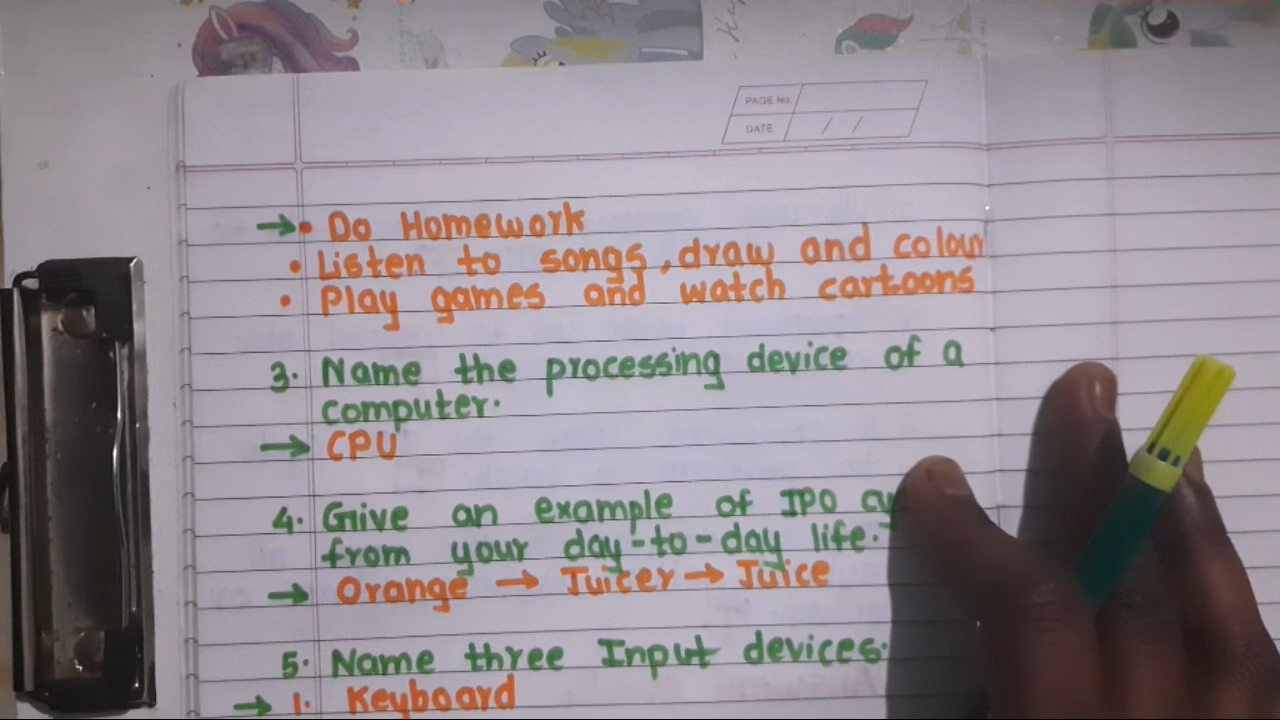 PAGE No.
DATE / /
→ • Do Homework
• Listen to songs, draw and colour
• Play games and watch cartoons
3. Name the processing device of a
computer.
→ CPU
4. Give an example of IPO
from your day-to-day life.
→ Orange → Juicer → Juice
5. Name three Input devices.
→ 1. Keyboard